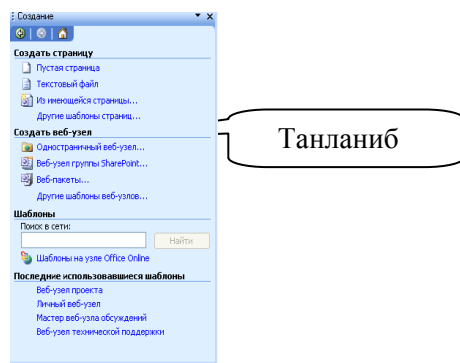 Создание
Создать страницу
Пустая страница
Текстовый файл
Из имеющейся страницы...
Другие шаблоны страниц...
Создать веб-узел
Одностраничный веб-узел...
Веб-узел группы SharePoint...
Веб-пакеты...
Другие шаблоны веб-узлов...
Шаблоны
Поиск в сети:
Найти
Шаблоны на узле Office Online
Последние использовавшиеся шаблоны
Веб-узел проекта
Личный веб-узел
Мастер веб-узла обсуждений
Веб-узел технической поддержки
Танланиб